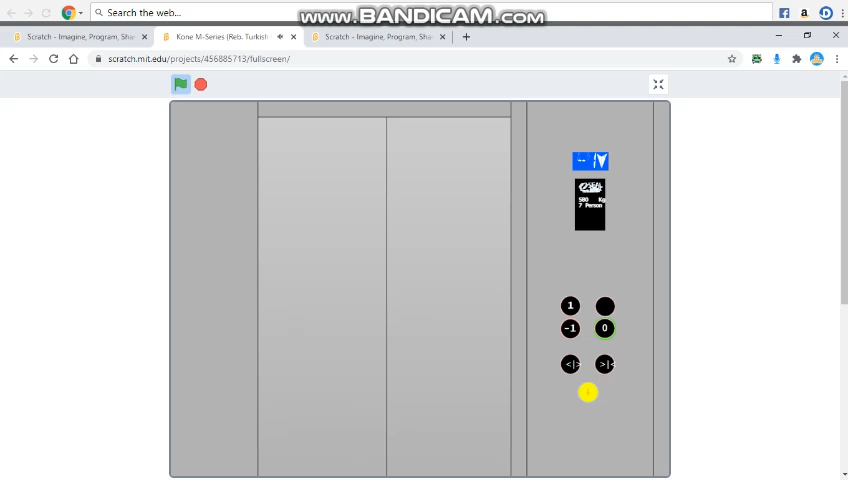 www.BANDICAM.com
Search the web...
Scratch - Imagine, Program, Sha
Kone M-Series (Reb. Turkish
Scratch - Imagine, Program, Sha
scratch.mit.edu/projects/456885713/fullscreen/
580 Kg
7 Person
1
-1 0
<|> >|<